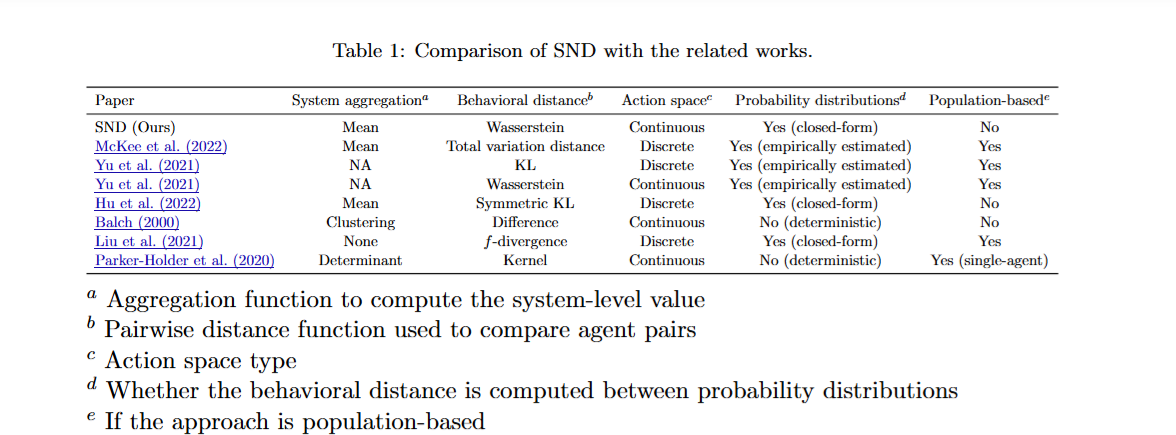 Table 1: Comparison of SND with the related works.
Paper System aggregation^a Behavioral distance^b Action space^c Probability distributions^d Population-based^e
SND (Ours) Mean Wasserstein Continuous Yes (closed-form) No
McKee et al. (2022) Mean Total variation distance Discrete Yes (empirically estimated) Yes
Yu et al. (2021) NA KL Discrete Yes (empirically estimated) Yes
Yu et al. (2021) NA Wasserstein Continuous Yes (empirically estimated) Yes
Hu et al. (2022) Mean Symmetric KL Discrete Yes (closed-form) No
Balch (2000) Clustering Difference Continuous No (deterministic) No
Liu et al. (2021) None f-divergence Discrete Yes (closed-form) Yes
Parker-Holder et al. (2020) Determinant Kernel Continuous No (deterministic) Yes (single-agent)
a Aggregation function to compute the system-level value
b Pairwise distance function used to compare agent pairs
c Action space type
d Whether the behavioral distance is computed between probability distributions
e If the approach is population-based